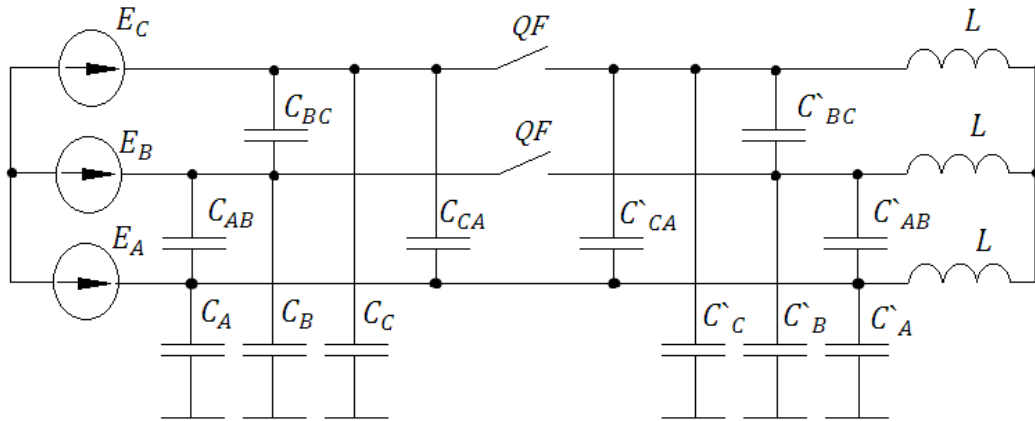 E_C
QF
L
C_BC
C`_BC
E_B
QF
L
C_AB
C_CA
C`_CA
C`_AB
E_A
L
C_A
C_B
C_C
C`_C
C`_B
C`_A